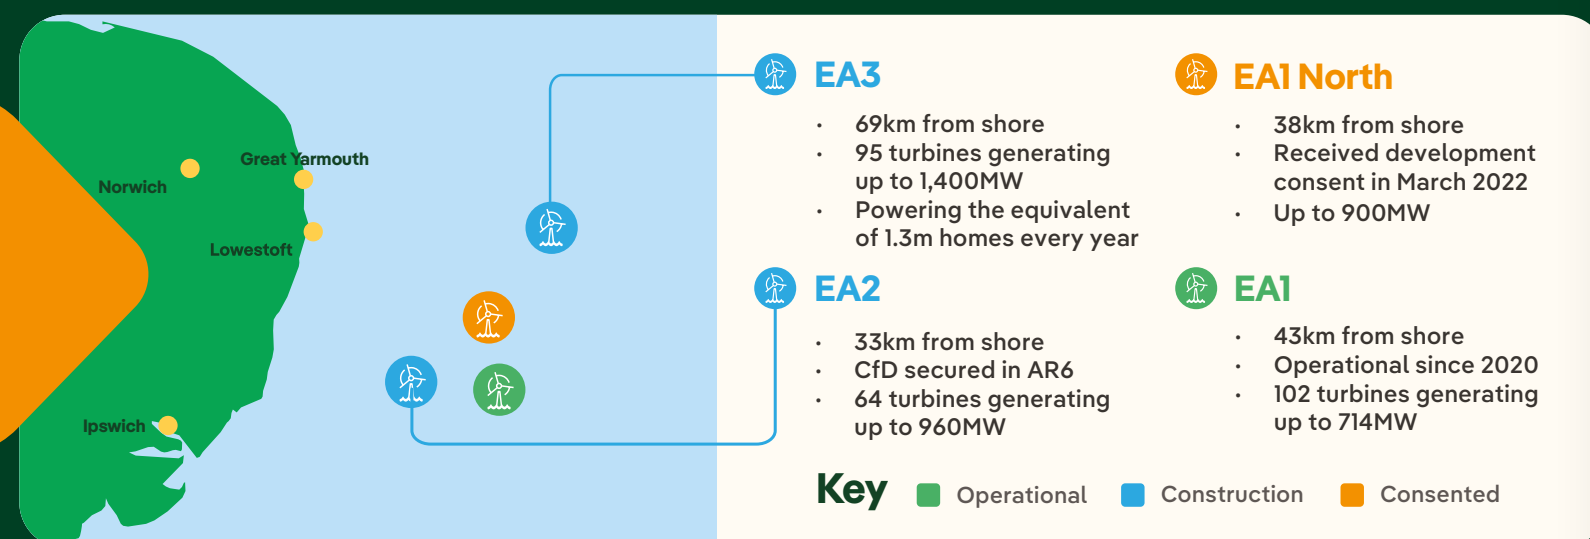 Great Yarmouth
Norwich
Lowestoft
Ipswich
EA3
· 69km from shore
· 95 turbines generating
up to 1,400MW
· Powering the equivalent
of 1.3m homes every year
EA2
· 33km from shore
· CfD secured in AR6
· 64 turbines generating
up to 960MW
EA1 North
· 38km from shore
· Received development
consent in March 2022
· Up to 900MW
EA1
· 43km from shore
· Operational since 2020
· 102 turbines generating
up to 714MW
Key Operational Construction Consented